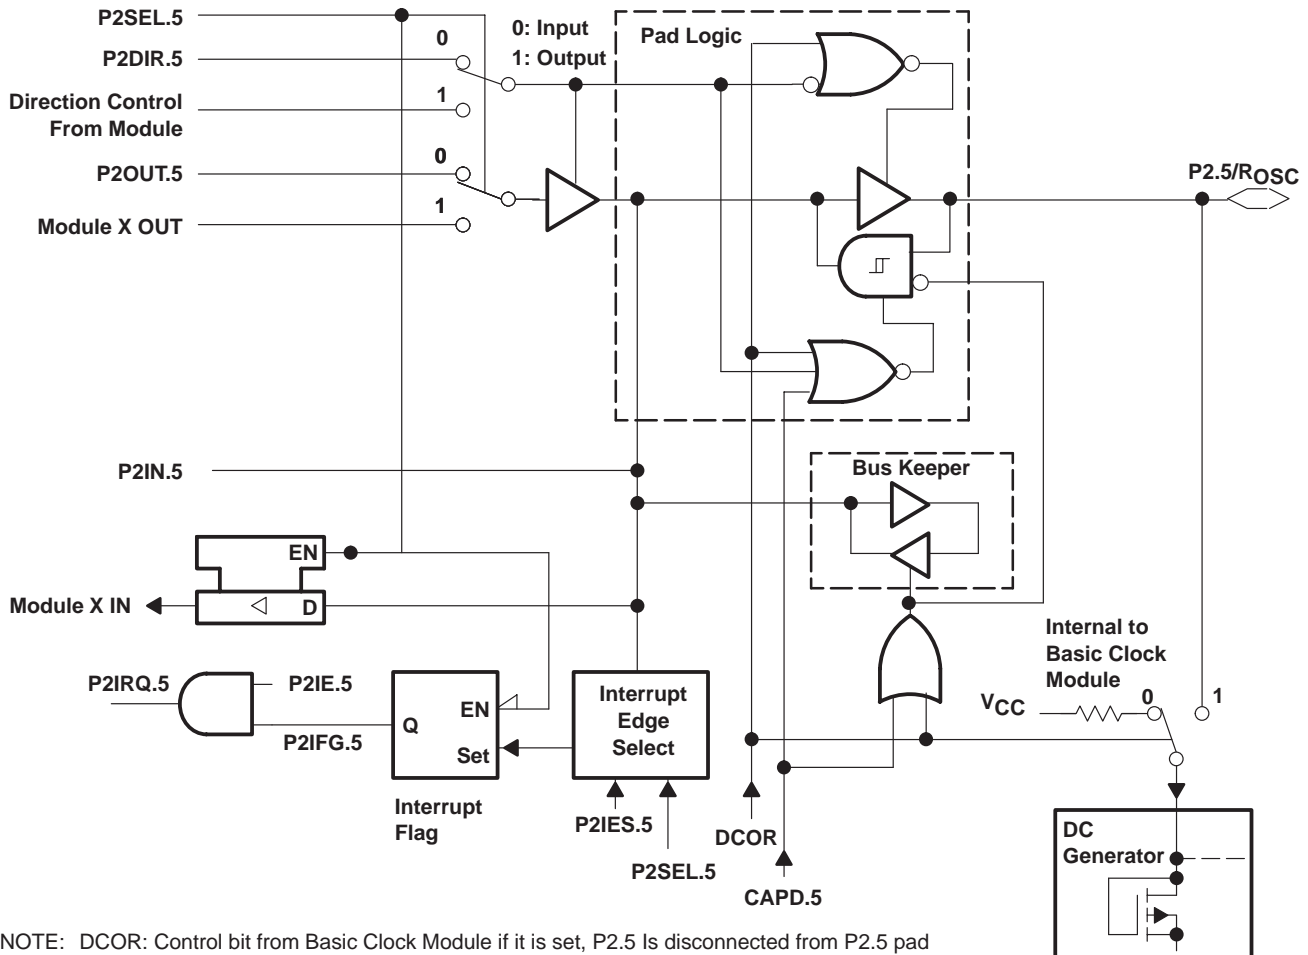 P2SEL.5
0
0: Input
1: Output
P2DIR.5
Direction Control
From Module
1
P2OUT.5
0
Module X OUT
1
Pad Logic
P2.5/ROSC
P2IN.5
Bus Keeper
EN
D
Module X IN
P2IRQ.5
P2IE.5
P2IFG.5
Q
EN
Set
Interrupt
Flag
Interrupt
Edge
Select
P2IES.5
P2SEL.5
DCOR
CAPD.5
Internal to
Basic Clock
Module
VCC
0
1
DC
Generator
NOTE: DCOR: Control bit from Basic Clock Module if it is set, P2.5 Is disconnected from P2.5 pad